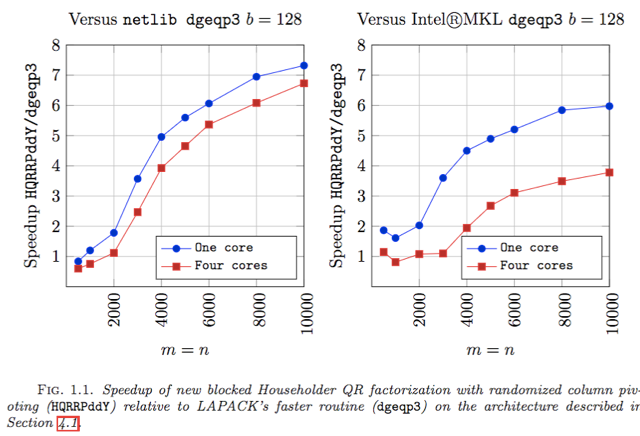 Versus netlib dgeqp3 b = 128
Speedup HQRRPddY/dgeqp3
8
7
6
5
4
3
2
1
One core
Four cores
2000
4000
6000
8000
10000
m = n
Versus Intel®MKL dgeqp3 b = 128
Speedup HQRRPddY/dgeqp3
8
7
6
5
4
3
2
1
One core
Four cores
2000
4000
6000
8000
10000
m = n
FIG. 1.1. Speedup of new blocked Householder QR factorization with randomized column piv-
oting (HQRRPddY) relative to LAPACK's faster routine (dgeqp3) on the architecture described in
Section 4.1.